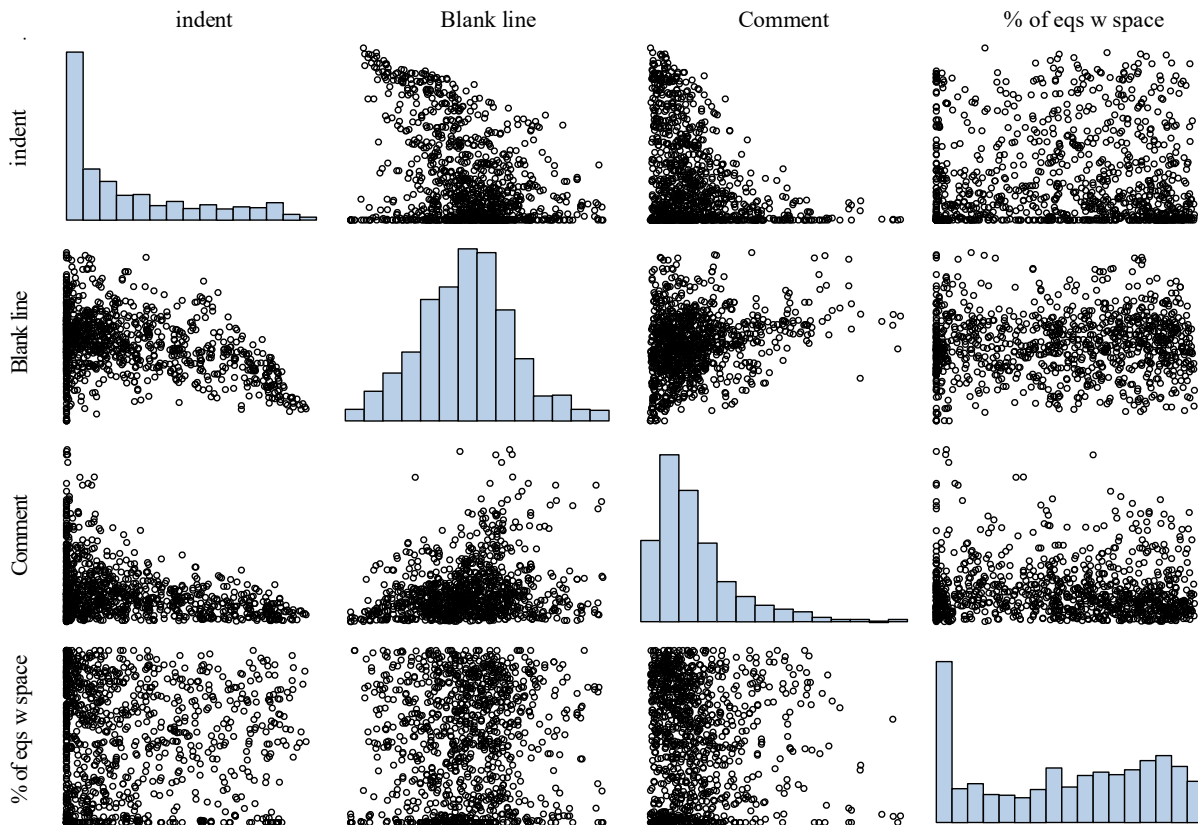 indent
Blank line
Comment
% of eqs w space
indent
Blank line
Comment
% of eqs w space